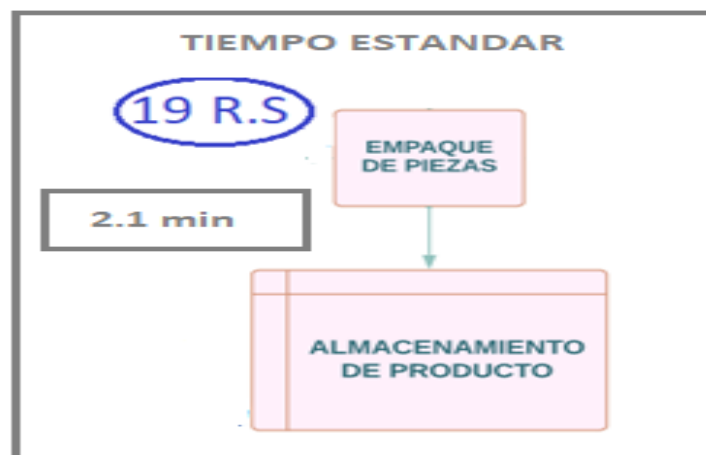 TIEMPO ESTANDAR
19 R.S
EMPAQUE
DE PIEZAS
2.1 min
ALMACENAMIENTO
DE PRODUCTO